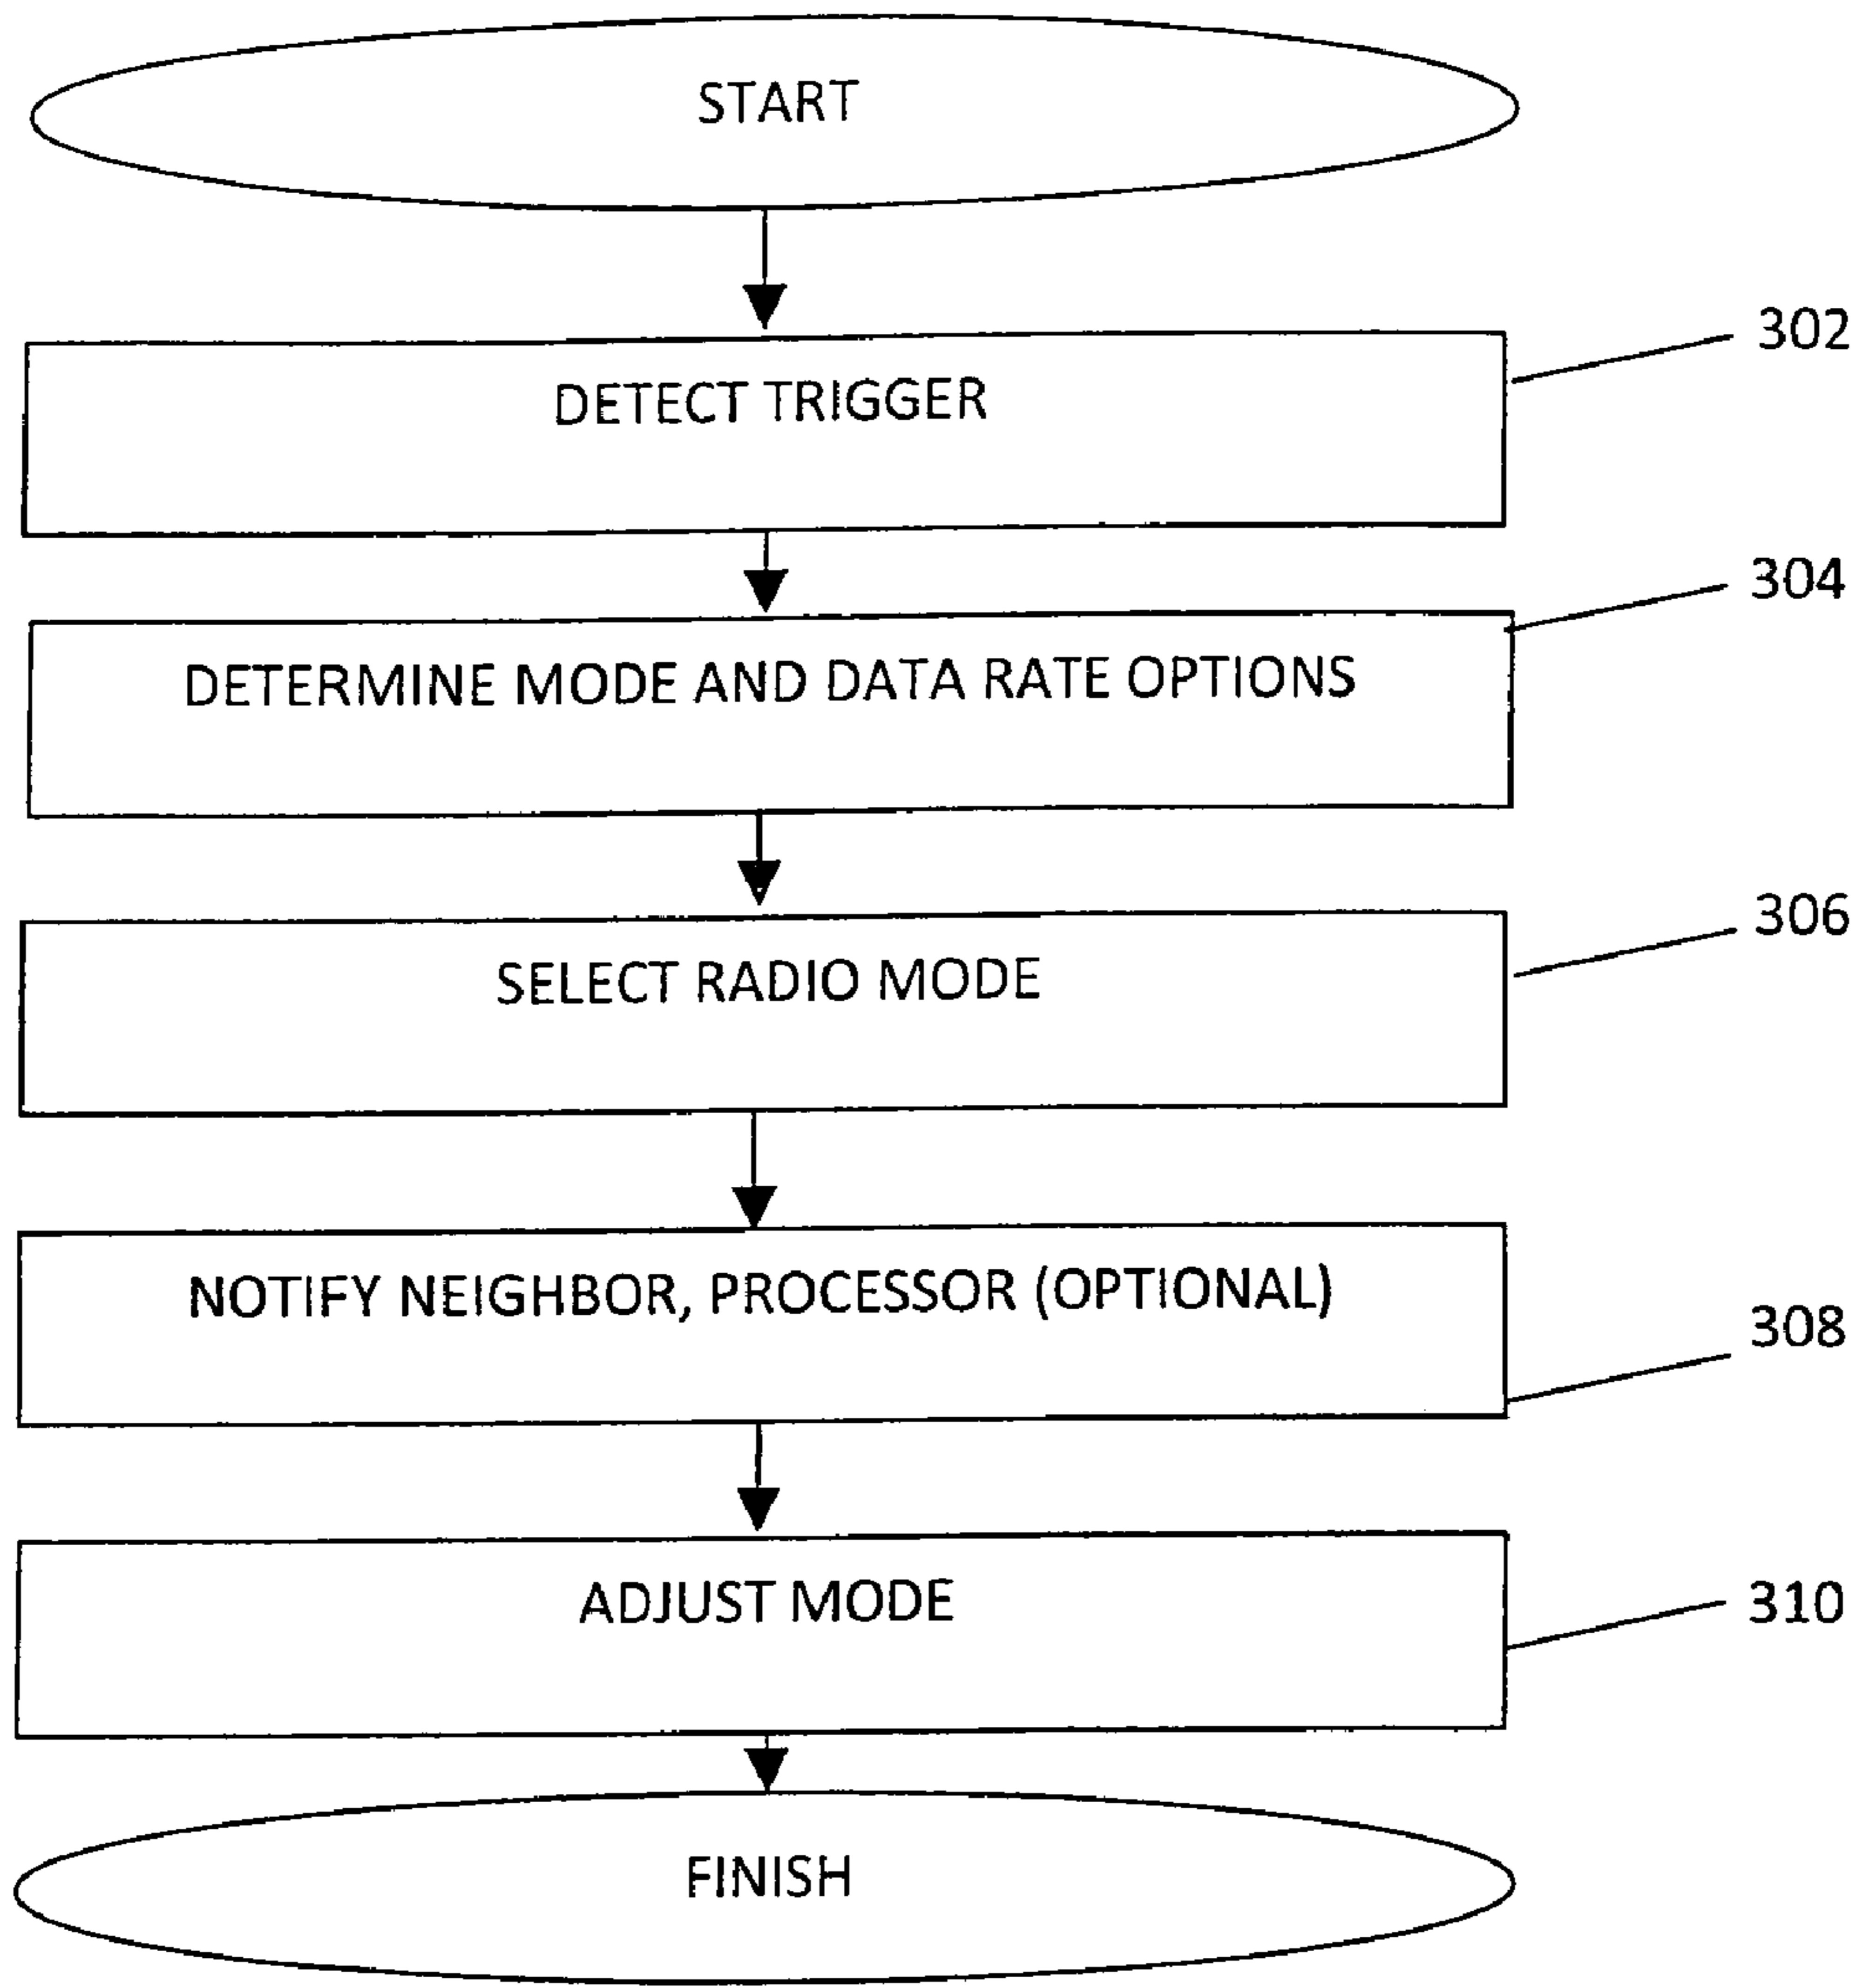 START
302
DETECT TRIGGER
304
DETERMINE MODE AND DATA RATE OPTIONS
306
SELECT RADIO MODE
NOTIFY NEIGHBOR, PROCESSOR (OPTIONAL)
308
ADJUST MODE
310
FINISH